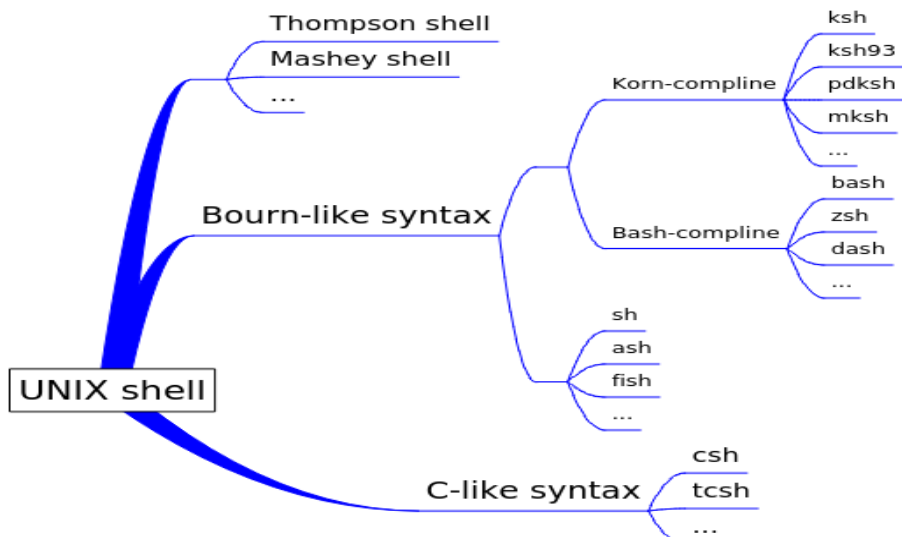 Thompson shell
Mashey shell
...
Bourn-like syntax
Korn-compline
ksh
ksh93
pdksh
mksh
...
Bash-compline
bash
zsh
dash
...
sh
ash
fish
...
UNIX shell
C-like syntax
csh
tcsh
...